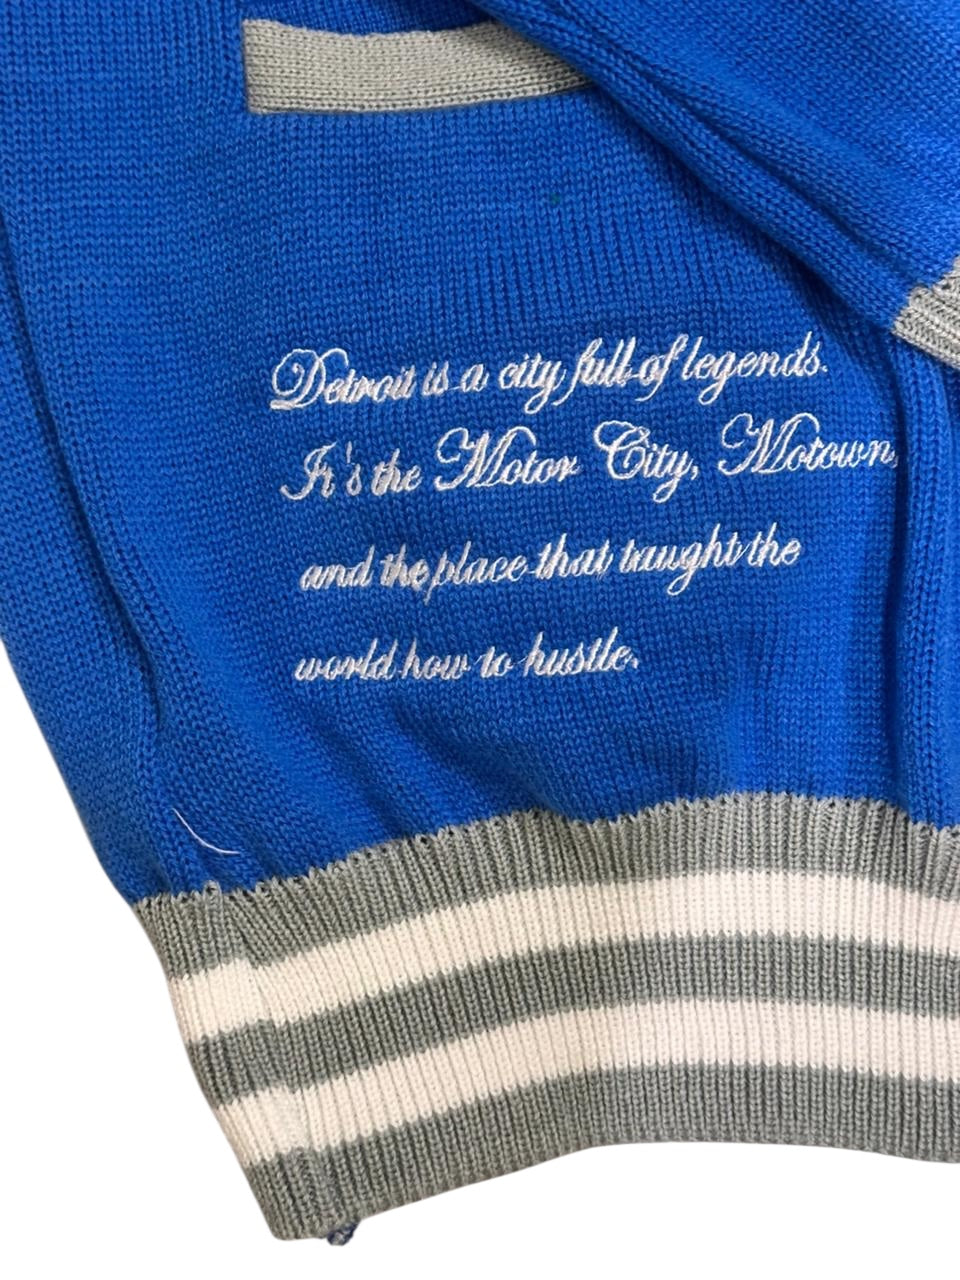 Detroit is a city full of legends.
It's the Motor City, Motown,
and the place that taught the
world how to hustle.